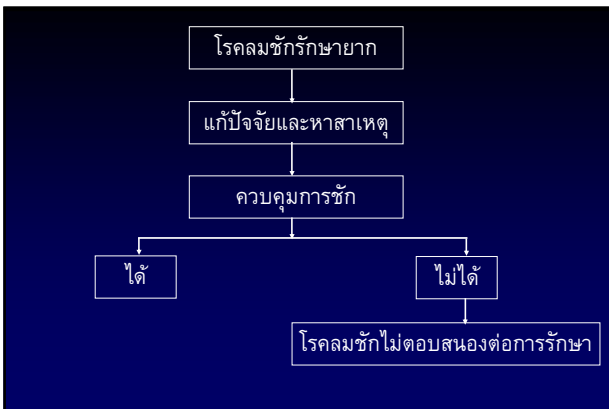 โรคลมชักรักษายาก
แก้ปัจจัยและหาสาเหตุ
ควบคุมการชัก
ได้
ไม่ได้
โรคลมชักไม่ตอบสนองต่อการรักษา